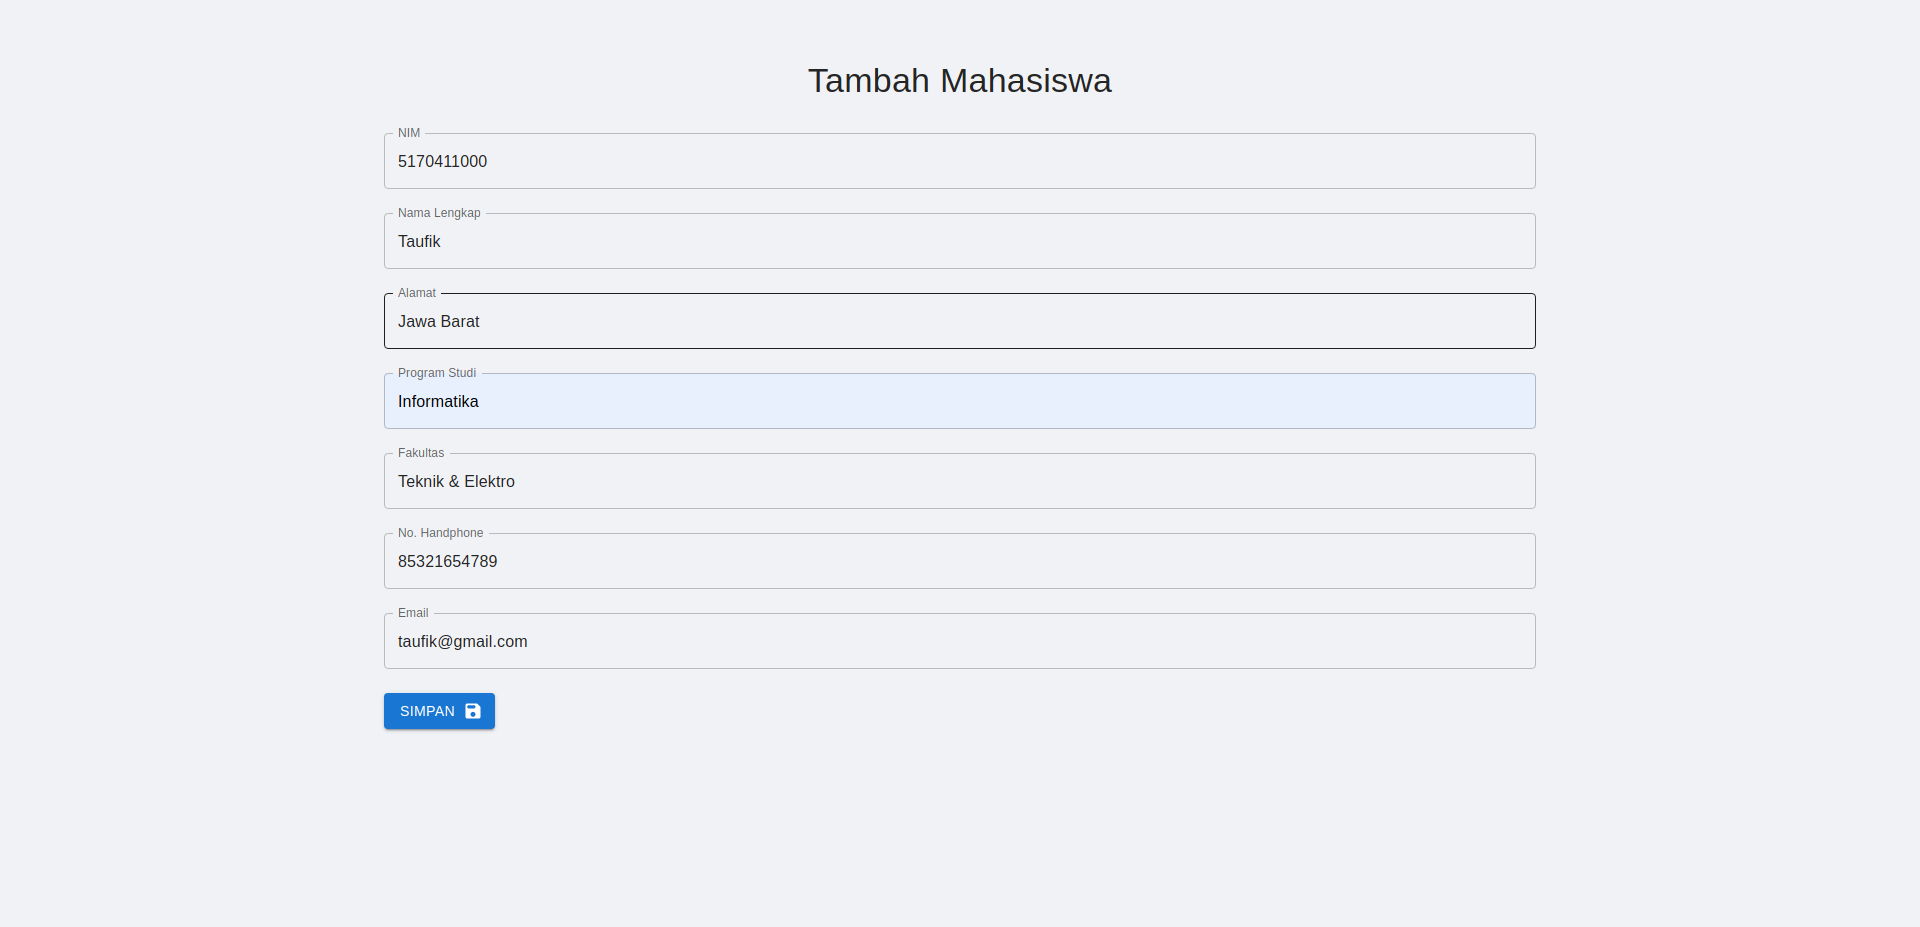 Tambah Mahasiswa
NIM
5170411000
Nama Lengkap
Taufik
Alamat
Jawa Barat
Program Studi
Informatika
Fakultas
Teknik & Elektro
No. Handphone
85321654789
Email
taufik@gmail.com
SIMPAN